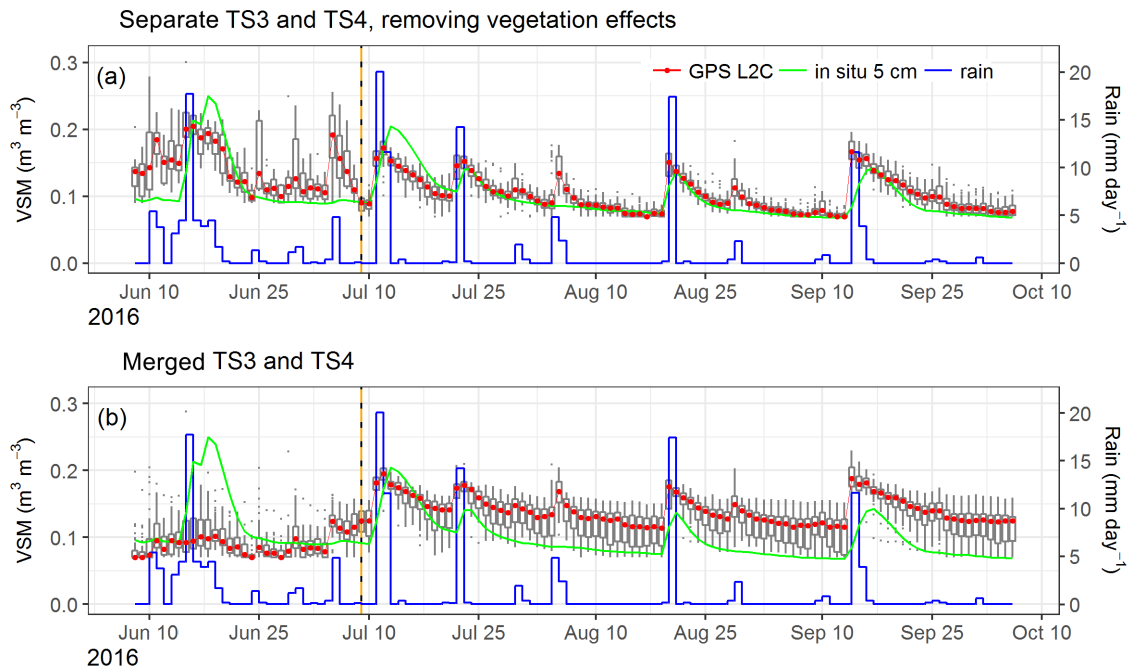 Separate TS3 and TS4, removing vegetation effects
(a)
GPS L2C in situ 5 cm rain
VSM (m³ m⁻³)
0.3
0.2
0.1
0.0
Rain (mm day⁻¹)
20
15
10
5
0
Jun 10 Jun 25 Jul 10 Jul 25 Aug 10 Aug 25 Sep 10 Sep 25 Oct 10
2016
Merged TS3 and TS4
(b)
VSM (m³ m⁻³)
0.3
0.2
0.1
0.0
Rain (mm day⁻¹)
20
15
10
5
0
Jun 10 Jun 25 Jul 10 Jul 25 Aug 10 Aug 25 Sep 10 Sep 25 Oct 10
2016